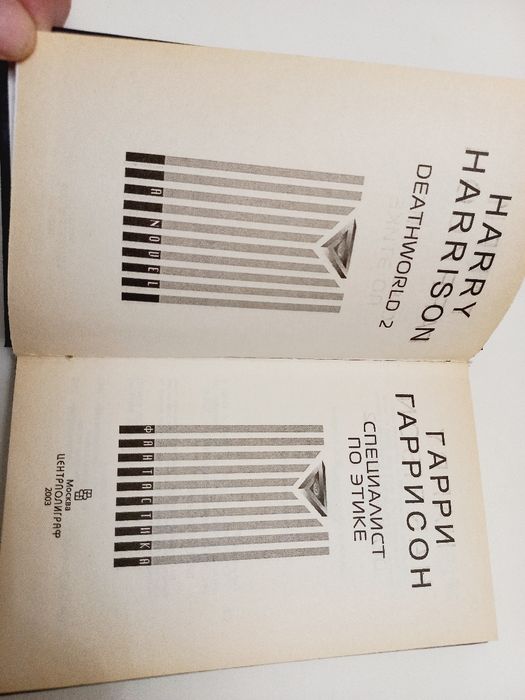 HARRY
HARRISON
DEATHWORLD 2
A NOVEL
ГАРРИ
ГАРРИСОН
СПЕЦИАЛИСТ
ПО ЭТИКЕ
ФАНТАСТИКА
Москва
ЦЕНТРПОЛИГРАФ
2003